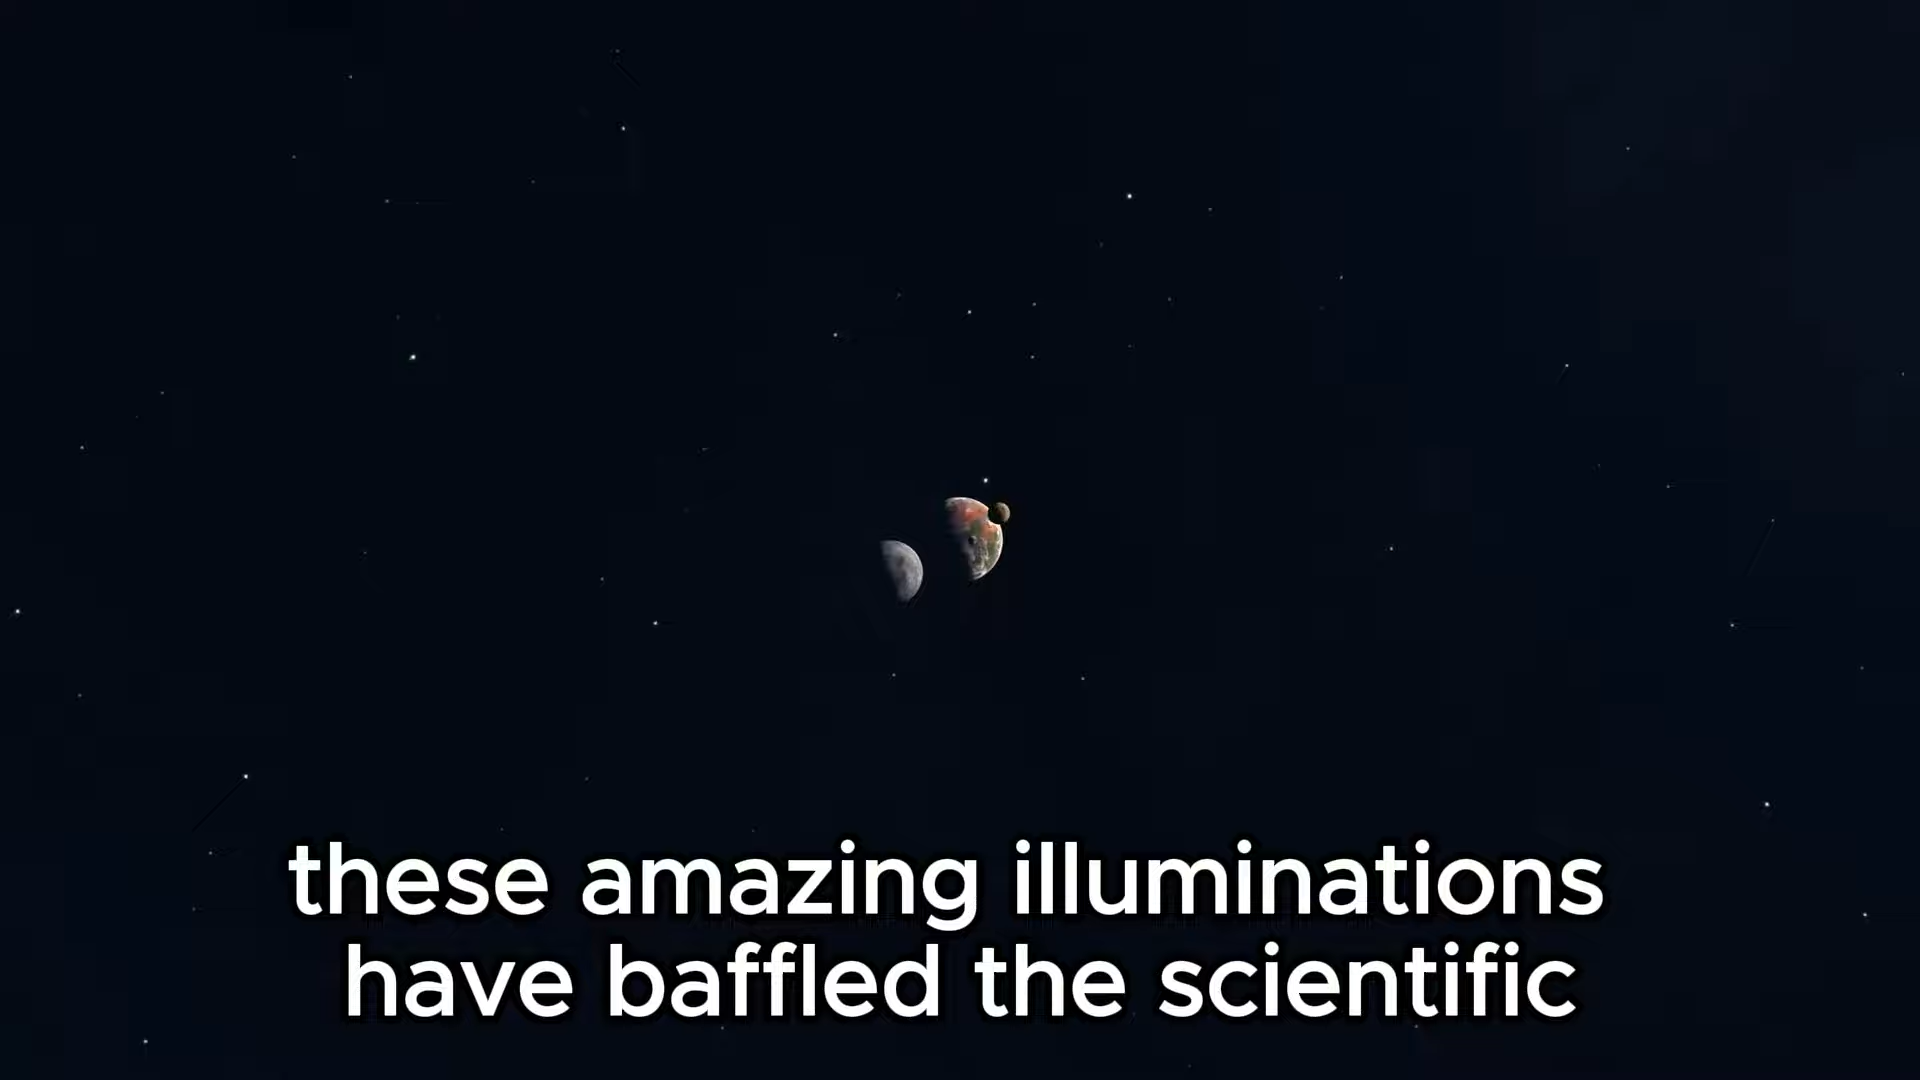 these amazing illuminations
have baffled the scientific